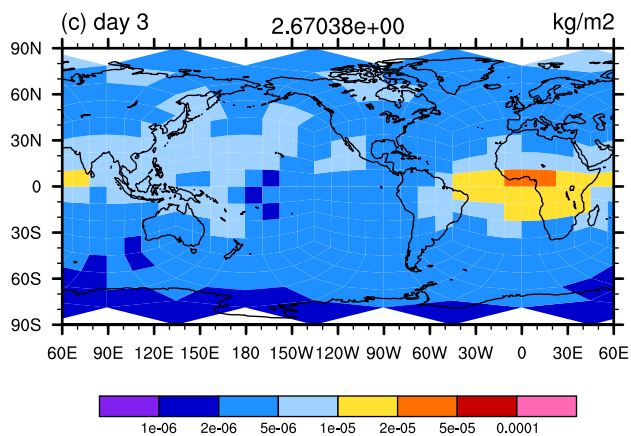 (c) day 3 2.67038e+00 kg/m2
90N
60N
30N
0
30S
60S
90S
60E 90E 120E 150E 180 150W 120W 90W 60W 30W 0 30E 60E
1e-06 2e-06 5e-06 1e-05 2e-05 5e-05 0.0001